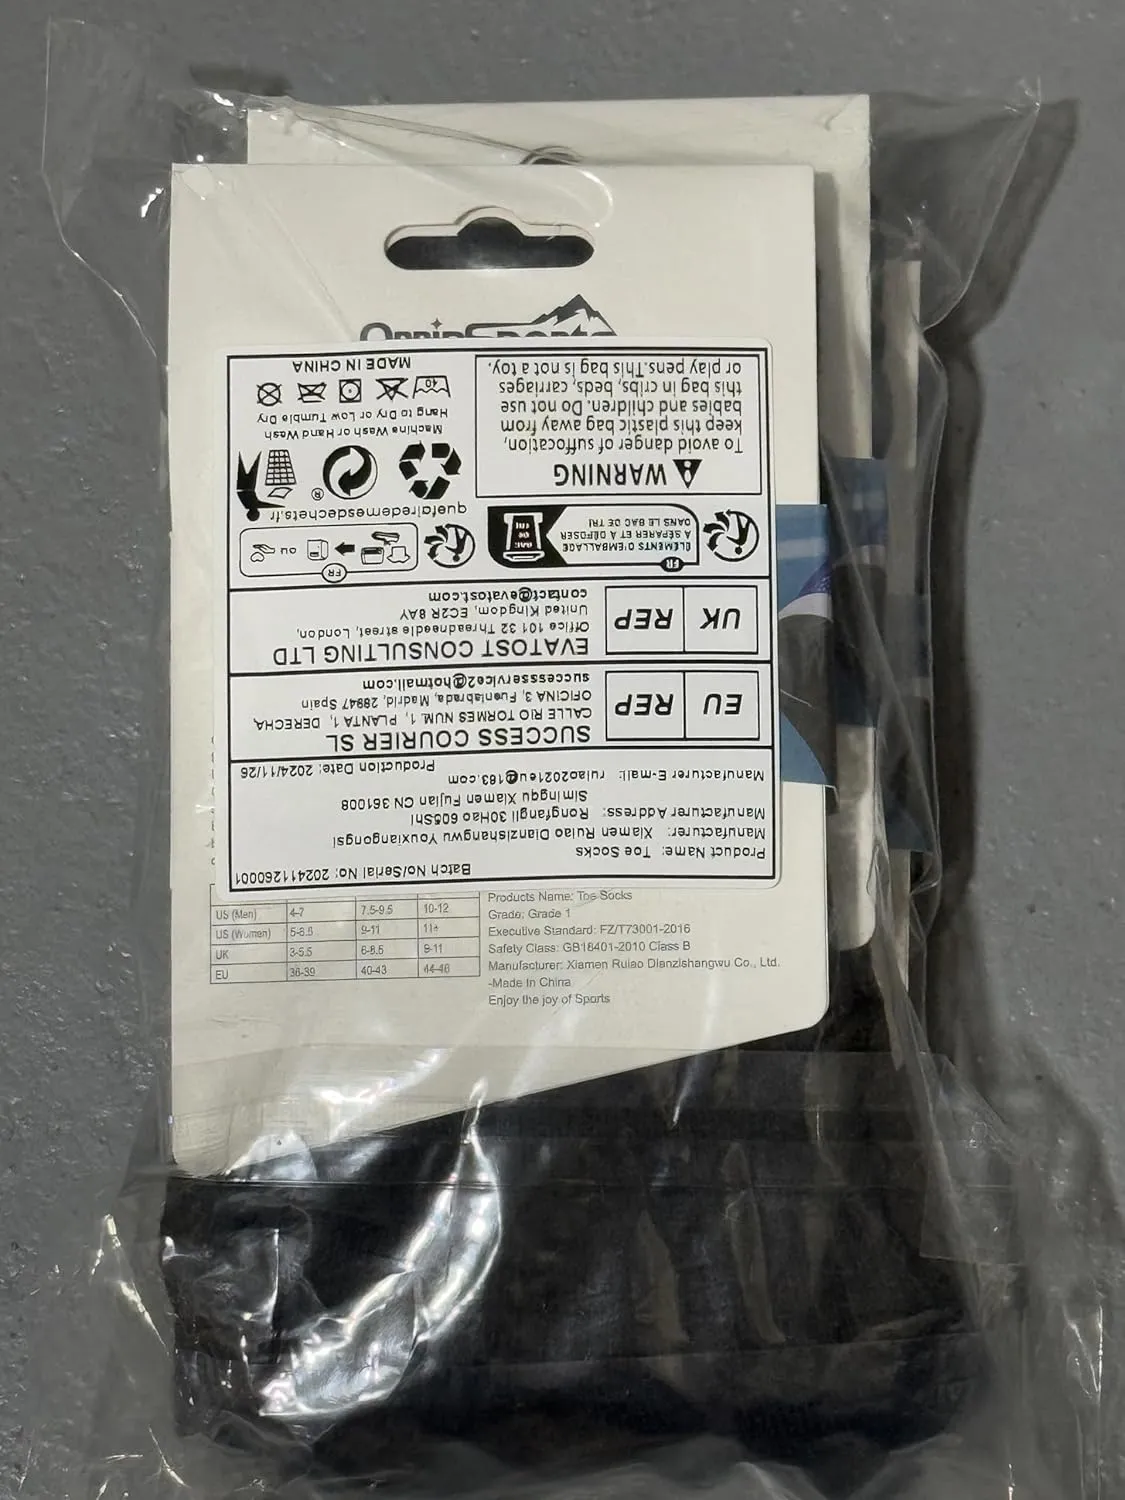 Batch No/Serial No: 202411260001
Product Name: Toe Socks
Manufacturer: Xiamen Ruiao Dianzishangwu Youxiangongsi
Manufacturer Address: Rongfangli 30Hao 605Shi
Simingqu Xiamen Fujian CN 361008
Manufacturer E-mail: ruiao2021eu@163.com Production Date: 2024/11/26
EU REP
SUCCESS COURIER SL
CALLE RIO TORMES NUM. 1, PLANTA 1, DERECHA,
OFICINA 3, Fuenlabrada, Madrid, 28947 Spain
successservice2@hotmail.com
UK REP
EVATOST CONSULTING LTD
Office 101 32 Threadneedle street, London,
United Kingdom, EC2R 8AY
contact@evatost.com
FR
ÉLÉMENTS D'EMBALLAGE
À SÉPARER ET À DÉPOSER
DANS LE BAC DE TRI
BAC
DE
TRI
FR
OU
quefairedemesdechets.fr
WARNING
To avoid danger of suffocation,
keep this plastic bag away from
babies and children. Do not use
this bag in cribs, beds, carriages
or play pens.This bag is not a toy.
®
Machine Wash or Hand Wash
Hang to Dry or Low Tumble Dry
40
MADE IN CHINA
US (Men) 4-7 7.5-9.5 10-12
US (Women) 5-8.5 9-11 11+
UK 3-5.5 6-8.5 9-11
EU 36-39 40-43 44-46
Products Name: Toe Socks
Grade: Grade 1
Executive Standard: FZ/T73001-2016
Safety Class: GB18401-2010 Class B
Manufacturer: Xiamen Ruiao Dianzishangwu Co., Ltd.
-Made In China
Enjoy the joy of Sports